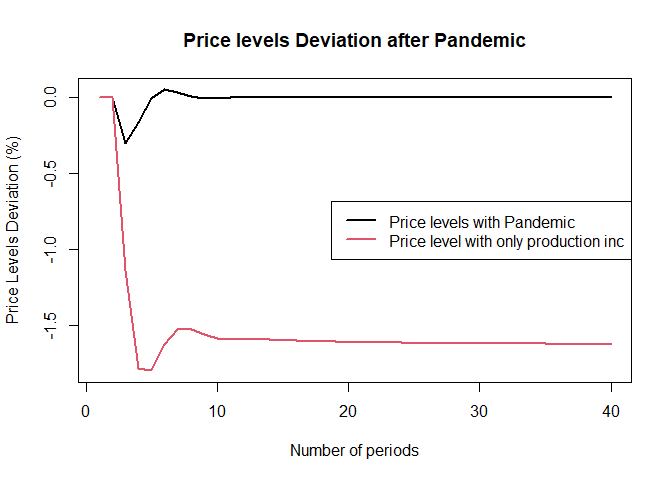 Price levels Deviation after Pandemic
Price Levels Deviation (%)
0.0
-0.5
-1.0
-1.5
Price levels with Pandemic
Price level with only production inc
0 10 20 30 40
Number of periods